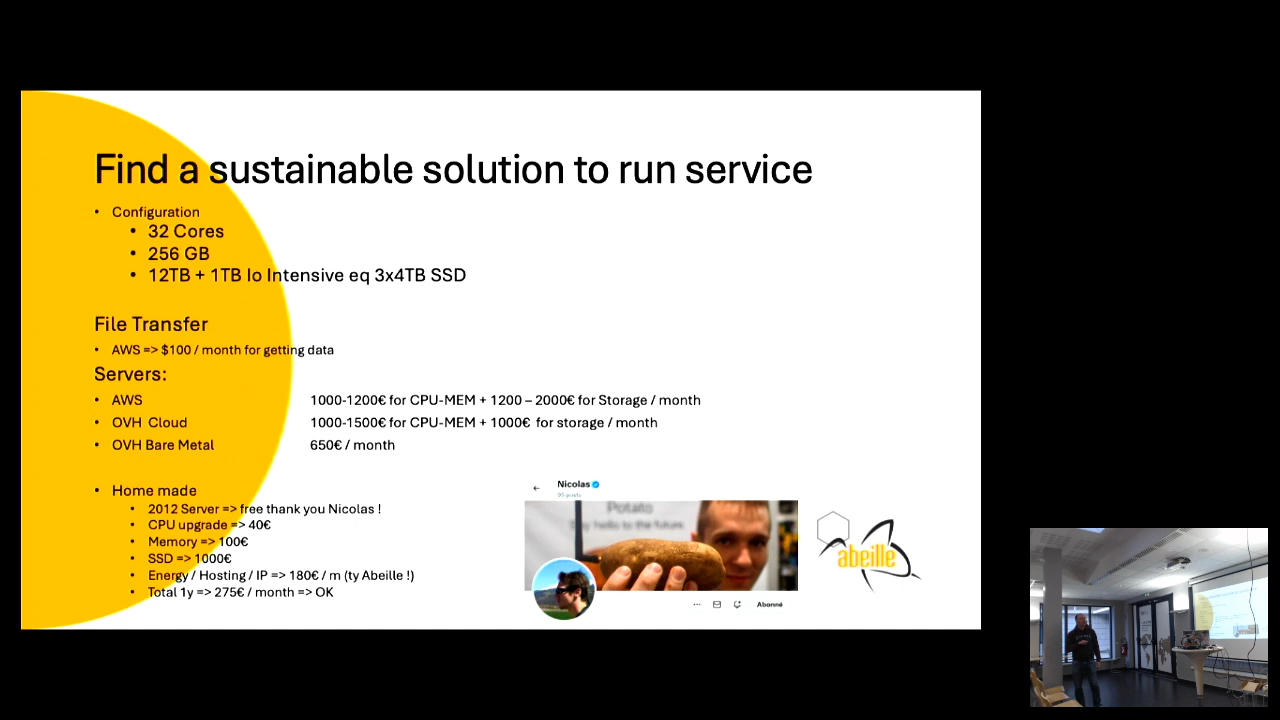 Find a sustainable solution to run service
• Configuration
• 32 Cores
• 256 GB
• 12TB + 1TB Io Intensive eq 3x4TB SSD
File Transfer
• AWS => $100 / month for getting data
Servers:
• AWS 1000-1200€ for CPU-MEM + 1200 – 2000€ for Storage / month
• OVH Cloud 1000-1500€ for CPU-MEM + 1000€ for storage / month
• OVH Bare Metal 650€ / month
• Home made
• 2012 Server => free thank you Nicolas !
• CPU upgrade => 40€
• Memory => 100€
• SSD => 1000€
• Energy / Hosting / IP => 180€ / m (ty Abeille !)
• Total 1y => 275€ / month => OK
Nicolas
Potato
hello to the future
Abonné
abeille